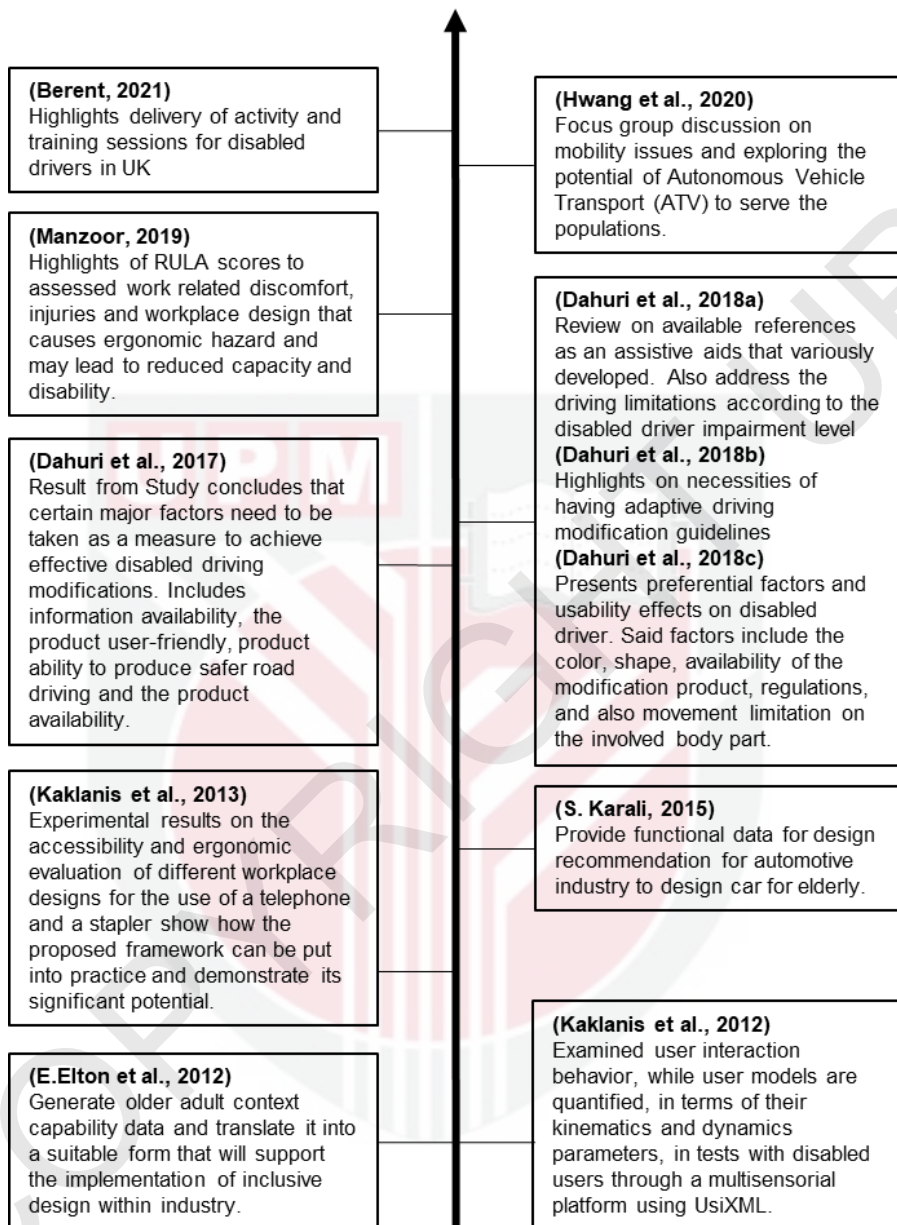 (Berent, 2021)
Highlights delivery of activity and
training sessions for disabled
drivers in UK
(Manzoor, 2019)
Highlights of RULA scores to
assessed work related discomfort,
injuries and workplace design that
causes ergonomic hazard and
may lead to reduced capacity and
disability.
(Dahuri et al., 2017)
Result from Study concludes that
certain major factors need to be
taken as a measure to achieve
effective disabled driving
modifications. Includes
information availability, the
product user-friendly, product
ability to produce safer road
driving and the product
availability.
(Kaklanis et al., 2013)
Experimental results on the
accessibility and ergonomic
evaluation of different workplace
designs for the use of a telephone
and a stapler show how the
proposed framework can be put
into practice and demonstrate its
significant potential.
(E.Elton et al., 2012)
Generate older adult context
capability data and translate it into
a suitable form that will support
the implementation of inclusive
design within industry.
(Hwang et al., 2020)
Focus group discussion on
mobility issues and exploring the
potential of Autonomous Vehicle
Transport (ATV) to serve the
populations.
(Dahuri et al., 2018a)
Review on available references
as an assistive aids that variously
developed. Also address the
driving limitations according to the
disabled driver impairment level
(Dahuri et al., 2018b)
Highlights on necessities of
having adaptive driving
modification guidelines
(Dahuri et al., 2018c)
Presents preferential factors and
usability effects on disabled
driver. Said factors include the
color, shape, availability of the
modification product, regulations,
and also movement limitation on
the involved body part.
(S. Karali, 2015)
Provide functional data for design
recommendation for automotive
industry to design car for elderly.
(Kaklanis et al., 2012)
Examined user interaction
behavior, while user models are
quantified, in terms of their
kinematics and dynamics
parameters, in tests with disabled
users through a multisensorial
platform using UsiXML.
UPM
COPYRIGHT UP